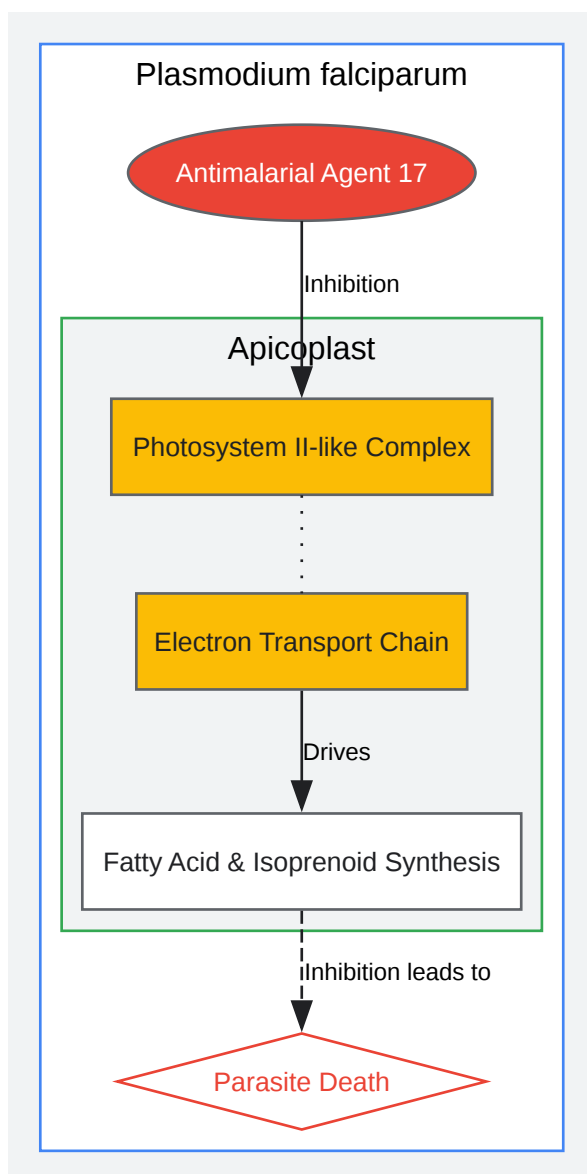 Plasmodium falciparum
Antimalarial Agent 17
Inhibition
Apicoplast
Photosystem II-like Complex
Electron Transport Chain
Drives
Fatty Acid & Isoprenoid Synthesis
Inhibition leads to
Parasite Death